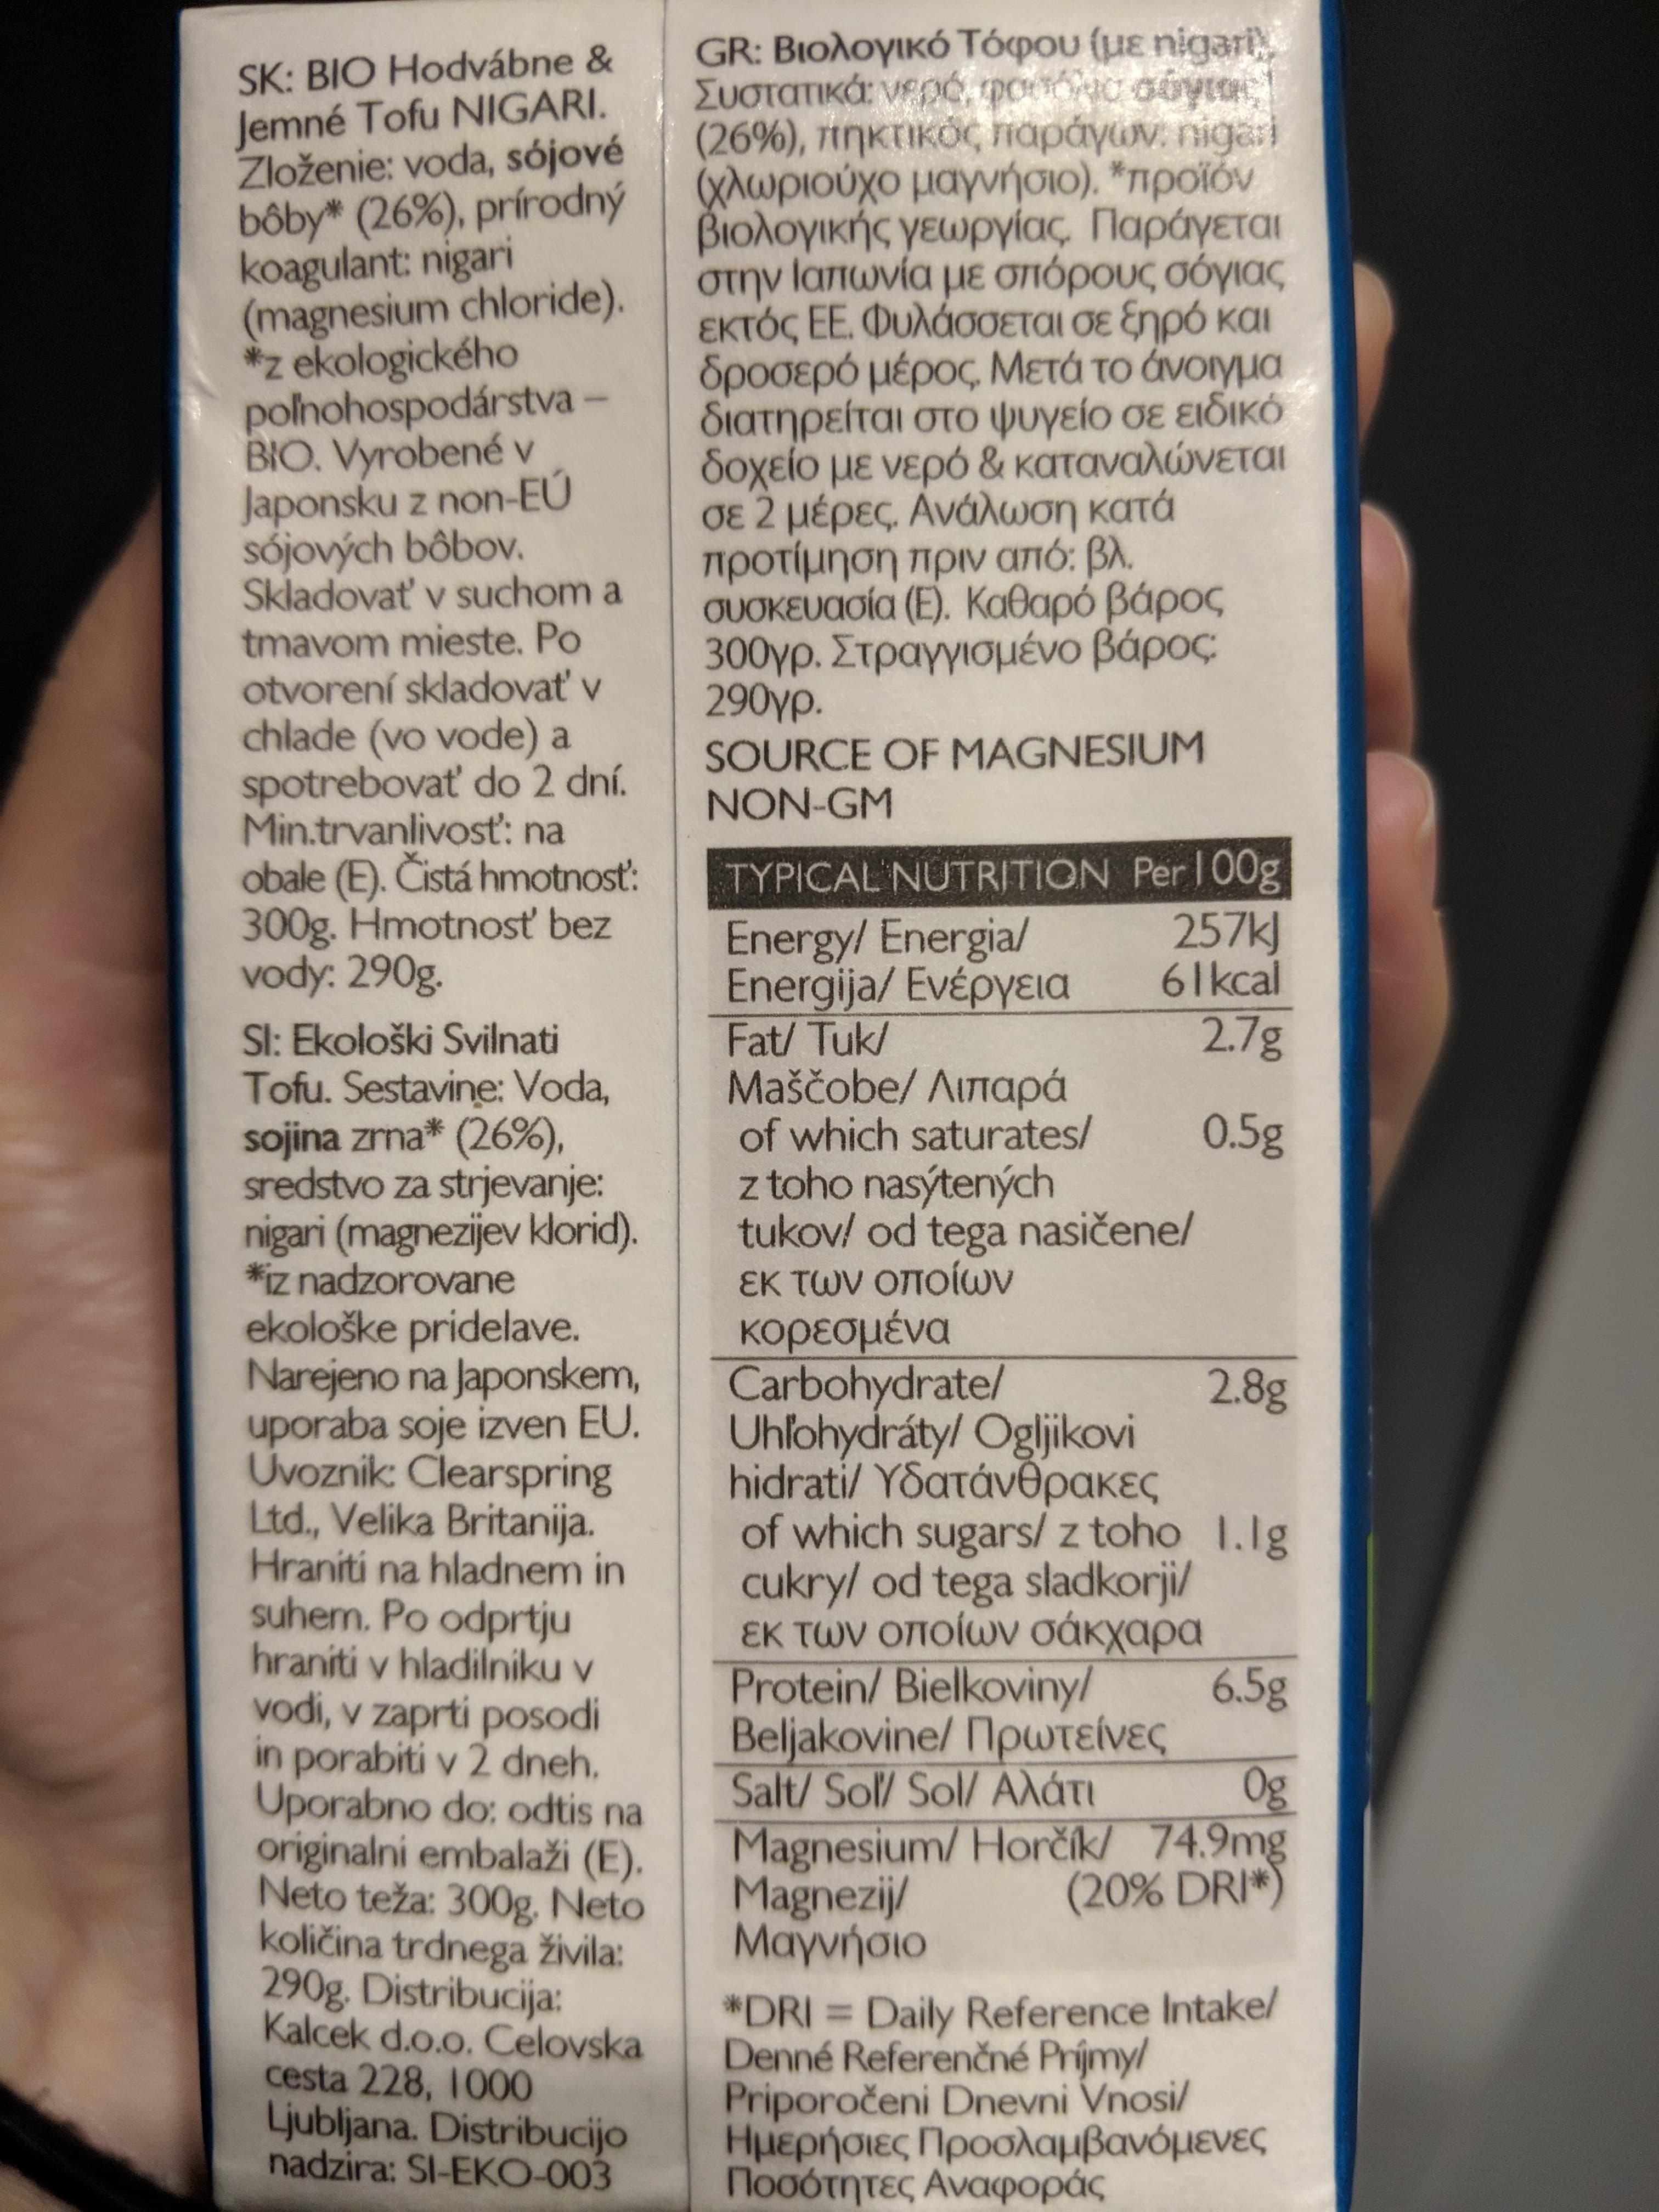 SK: BIO Hodvábne &
Jemné Tofu NIGARI.
Zloženie: voda, sójové
bôby* (26%), prírodný
koagulant: nigari
(magnesium chloride).
*z ekologického
poľnohospodárstva –
BIO. Vyrobené v
Japonsku z non-EÚ
sójových bôbov.
Skladovať v suchom a
tmavom mieste. Po
otvorení skladovať v
chlade (vo vode) a
spotrebovať do 2 dní.
Min.trvanlivosť: na
obale (E). Čistá hmotnosť:
300g. Hmotnosť bez
vody: 290g.
SI: Ekološki Svilnati
Tofu. Sestavine: Voda,
sojina zrna* (26%),
sredstvo za strjevanje:
nigari (magnezijev klorid).
*iz nadzorovane
ekološke pridelave.
Narejeno na Japonskem,
uporaba soje izven EU.
Uvoznik: Clearspring
Ltd., Velika Britanija.
Hraniti na hladnem in
suhem. Po odprtju
hraniti v hladilniku v
vodi, v zaprti posodi
in porabiti v 2 dneh.
Uporabno do: odtis na
originalni embalaži (E).
Neto teža: 300g. Neto
količina trdnega živila:
290g. Distribucija:
Kalcek d.o.o. Celovska
cesta 228, 1000
Ljubljana. Distribucijo
nadzira: SI-EKO-003
GR: Βιολογικό Τόφου (με nigari).
Συστατικά: νερό, φασόλια σόγιας*
(26%), πηκτικός παράγων: nigari
(χλωριούχο μαγνήσιο). *προϊόν
βιολογικής γεωργίας. Παράγεται
στην Ιαπωνία με σπόρους σόγιας
εκτός ΕΕ. Φυλάσσεται σε ξηρό και
δροσερό μέρος. Μετά το άνοιγμα
διατηρείται στο ψυγείο σε ειδικό
δοχείο με νερό & καταναλώνεται
σε 2 μέρες. Ανάλωση κατά
προτίμηση πριν από: βλ.
συσκευασία (Ε). Καθαρό βάρος
300γρ. Στραγγισμένο βάρος:
290γρ.
SOURCE OF MAGNESIUM
NON-GM
TYPICAL NUTRITION Per 100g
Energy/ Energia/ 257kJ
Energija/ Ενέργεια 61kcal
Fat/ Tuk/ 2.7g
Maščobe/ Λιπαρά
of which saturates/ 0.5g
z toho nasýtených
tukov/ od tega nasičene/
εκ των οποίων
κορεσμένα
Carbohydrate/ 2.8g
Uhľohydráty/ Ogljikovi
hidrati/ Υδατάνθρακες
of which sugars/ z toho 1.1g
cukry/ od tega sladkorji/
εκ των οποίων σάκχαρα
Protein/ Bielkoviny/ 6.5g
Beljakovine/ Πρωτείνες
Salt/ Soľ/ Sol/ Αλάτι 0g
Magnesium/ Horčík/ 74.9mg
Magnezij/ (20% DRI*)
Μαγνήσιο
*DRI = Daily Reference Intake/
Denné Referenčné Príjmy/
Priporočeni Dnevni Vnosi/
Ημερήσιες Προσλαμβανόμενες
Ποσότητες Αναφοράς